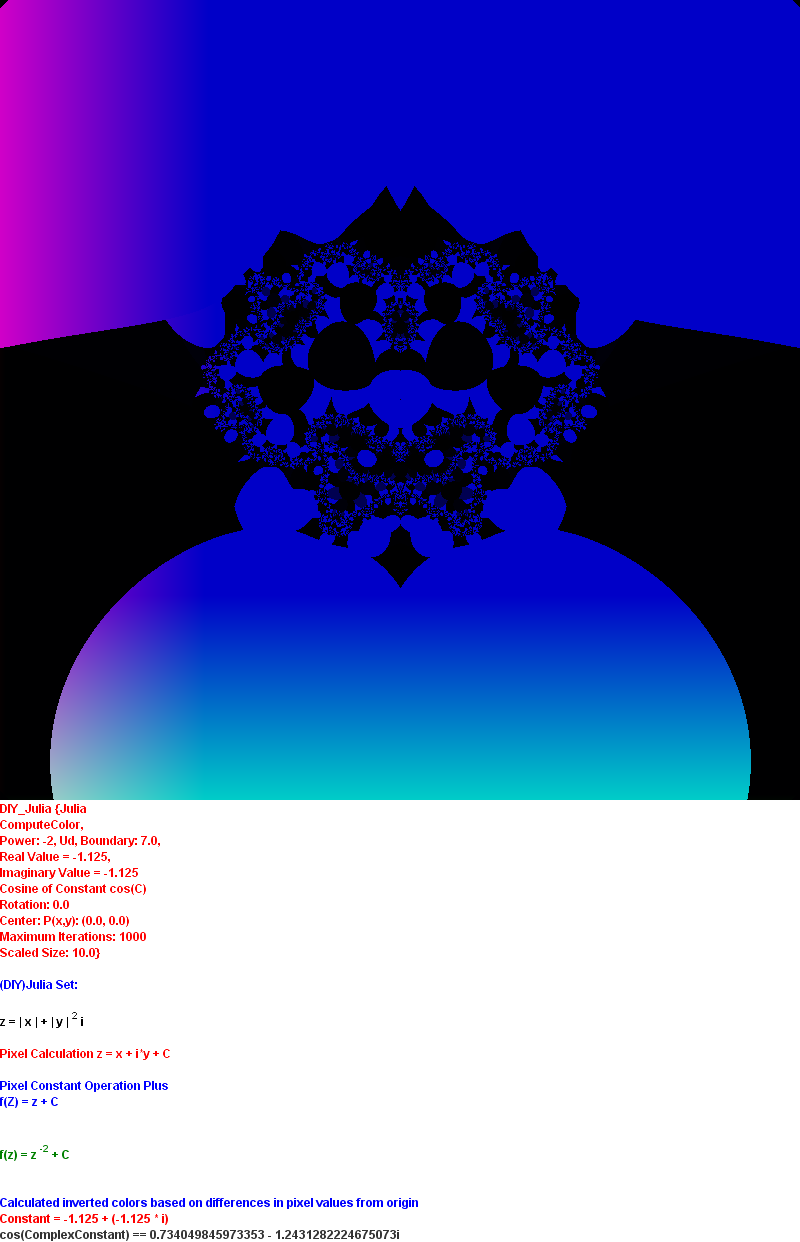 DIY_Julia {Julia
ComputeColor,
Power: -2, Ud, Boundary: 7.0,
Real Value = -1.125,
Imaginary Value = -1.125
Cosine of Constant cos(C)
Rotation: 0.0
Center: P(x,y): (0.0, 0.0)
Maximum Iterations: 1000
Scaled Size: 10.0}
(DIY)Julia Set:
z = | x | + | y | ² i
Pixel Calculation z = x + i*y + C
Pixel Constant Operation Plus
f(Z) = z + C
f(z) = z ⁻² + C
Calculated inverted colors based on differences in pixel values from origin
Constant = -1.125 + (-1.125 * i)
cos(ComplexConstant) == 0.734049845973353 - 1.2431282224675073i